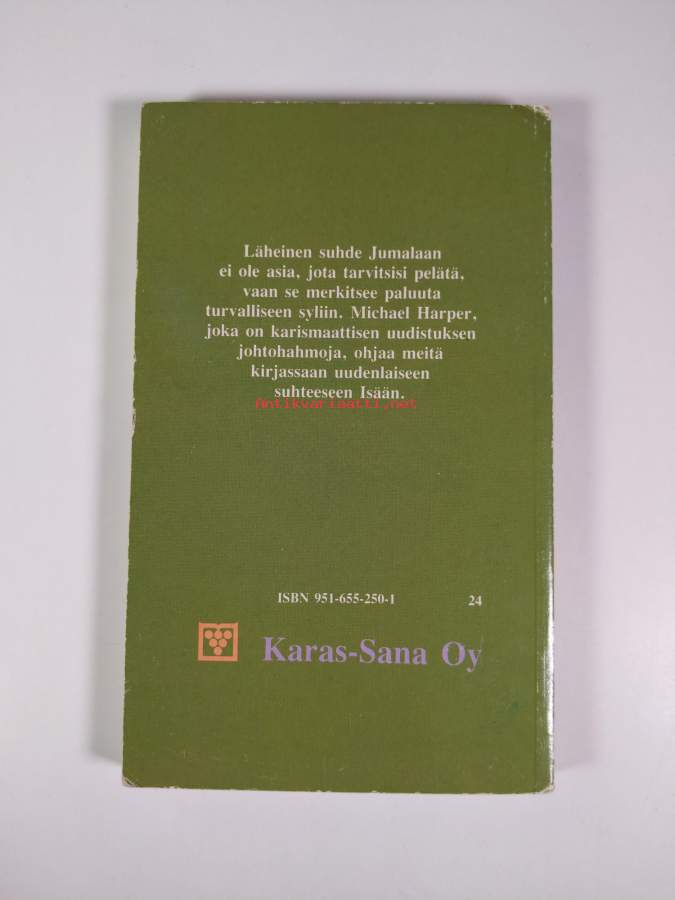 Läheinen suhde Jumalaan
ei ole asia, jota tarvitsisi pelätä,
vaan se merkitsee paluuta
turvalliseen syliin. Michael Harper,
joka on karismaattisen uudistuksen
johtohahmoja, ohjaa meitä
kirjassaan uudenlaiseen
suhteeseen Isään.
antikvariaatti.net
ISBN 951-655-250-1 24
Karas-Sana Oy